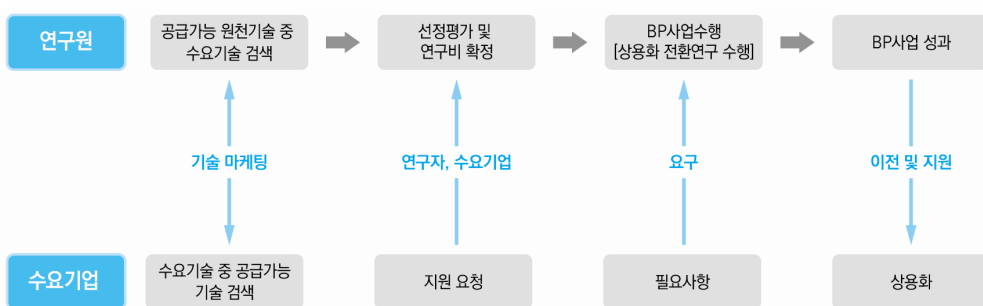 연구원
공급가능 원천기술 중
수요기술 검색
선정평가 및
연구비 확정
BP사업수행
[상용화 전환연구 수행]
BP사업 성과
기술 마케팅
연구자, 수요기업
요구
이전 및 지원
수요기업
수요기술 중 공급가능
기술 검색
지원 요청
필요사항
상용화